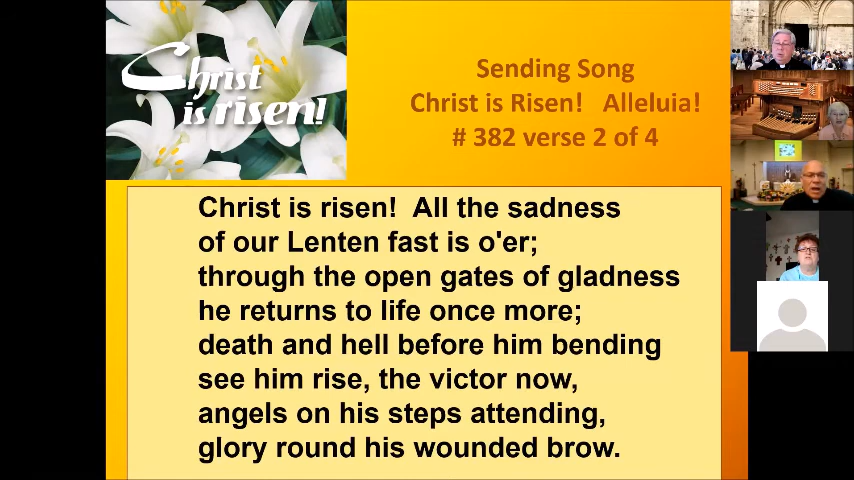 Christ
is risen!
Sending Song
Christ is Risen!   Alleluia!
# 382 verse 2 of 4
Christ is risen!  All the sadness
of our Lenten fast is o'er;
through the open gates of gladness
he returns to life once more;
death and hell before him bending
see him rise, the victor now,
angels on his steps attending,
glory round his wounded brow.